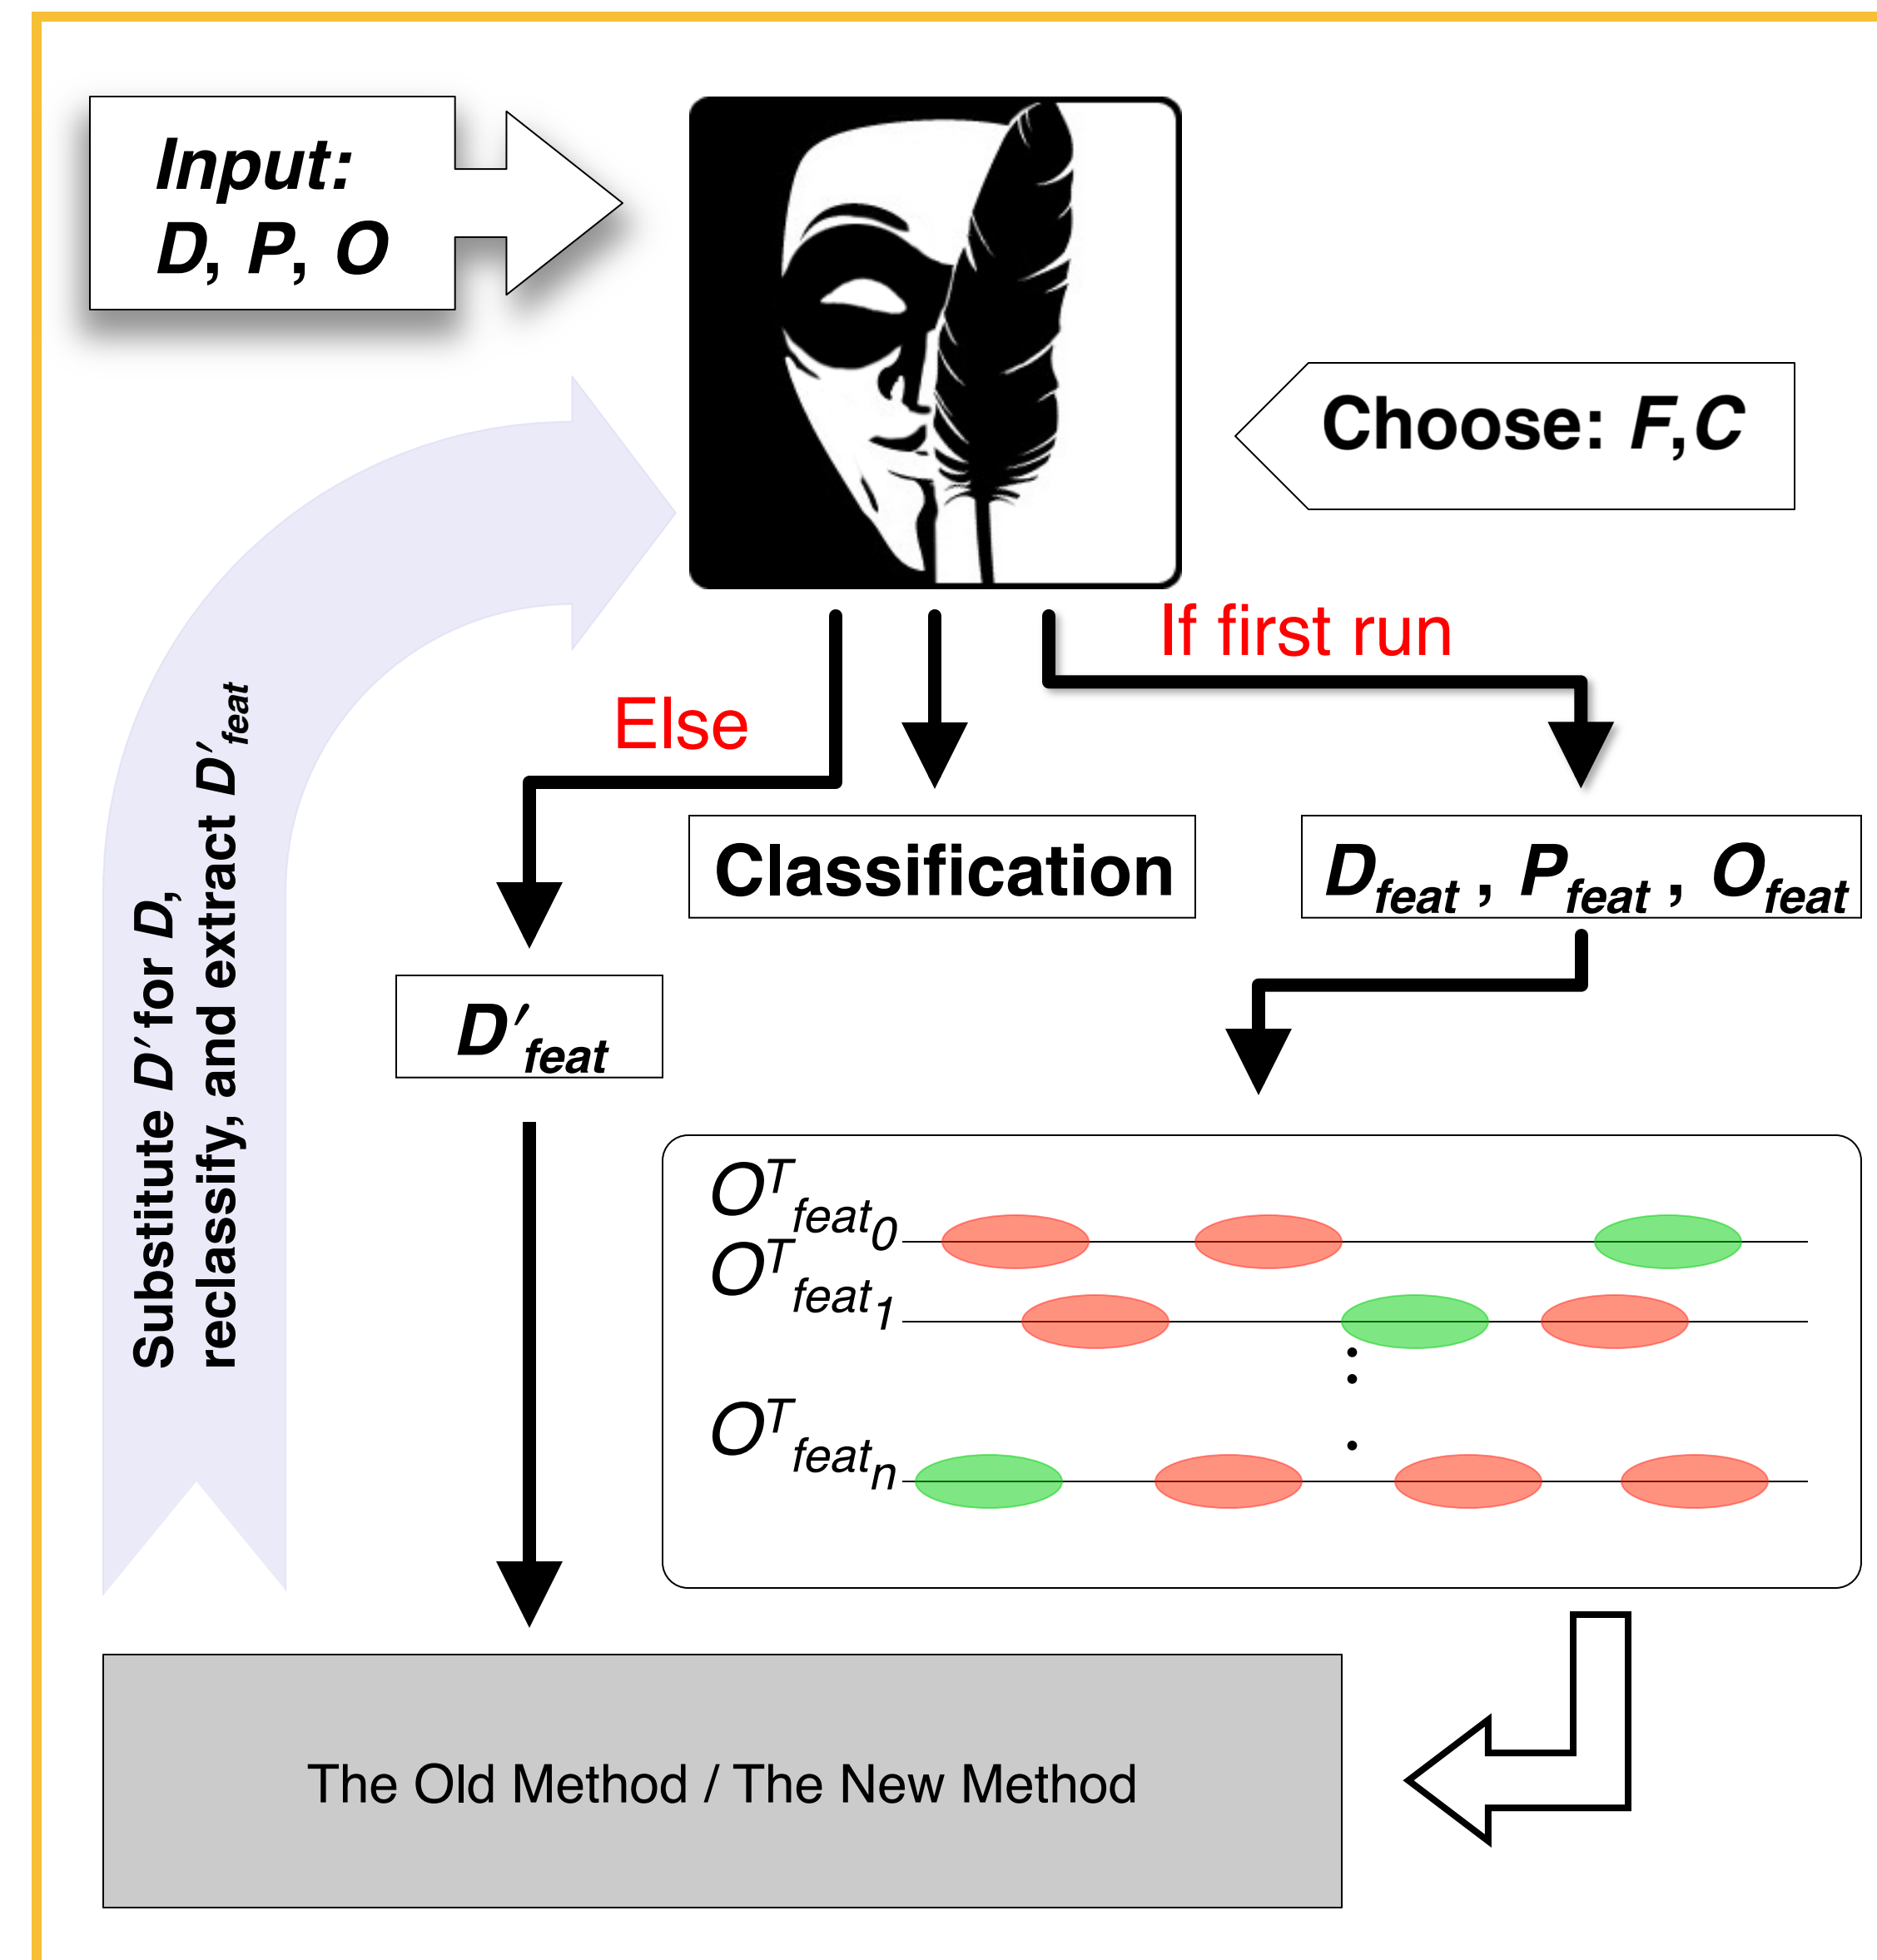 Input:
D, P, O
Choose: F,C
If first run
Else
Classification
D_feat , P_feat , O_feat
D′_feat
Substitute D′ for D,
reclassify, and extract D′_feat
O^T_feat_0
O^T_feat_1
O^T_feat_n
The Old Method / The New Method